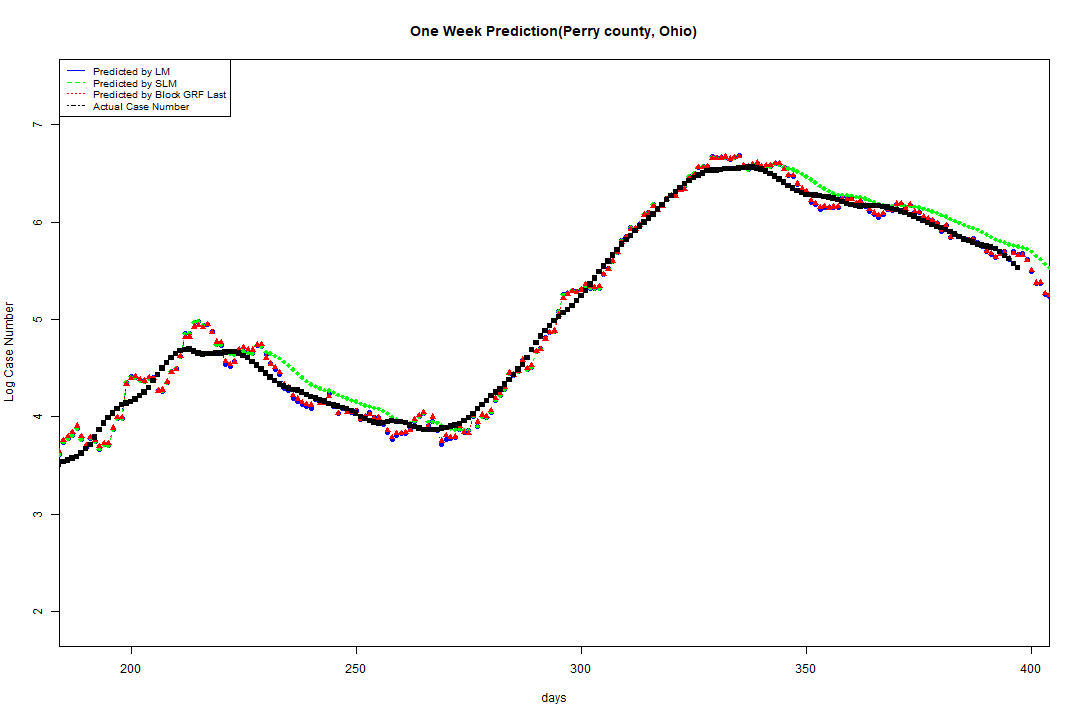 One Week Prediction(Perry county, Ohio)
Predicted by LM
Predicted by SLM
Predicted by Block GRF Last
Actual Case Number
7
6
5
4
3
2
Log Case Number
200 250 300 350 400
days